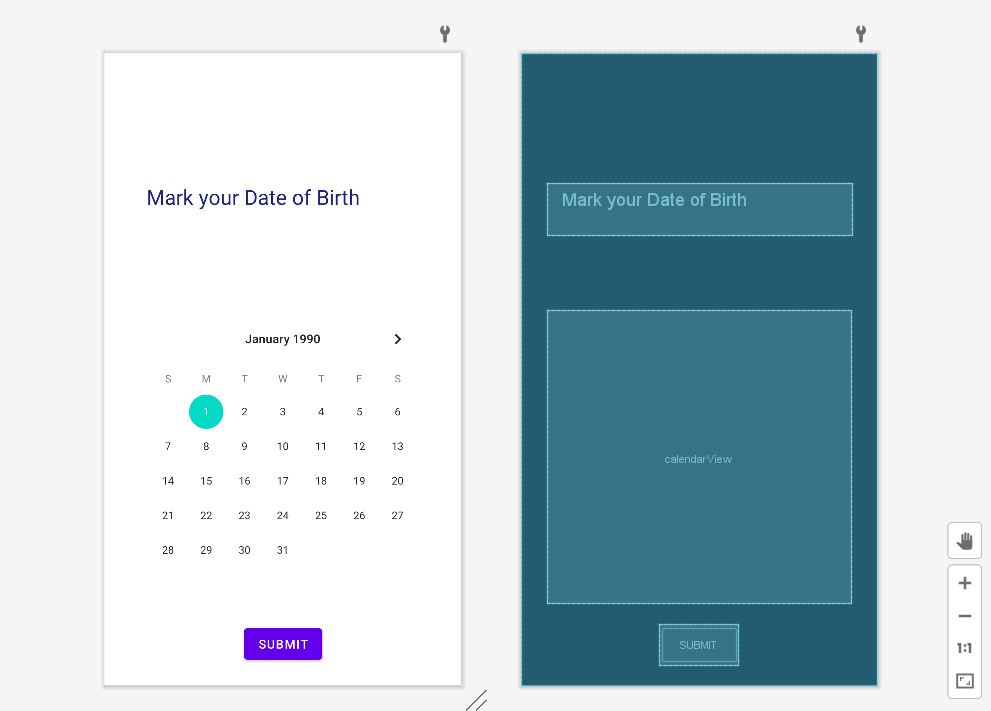 Mark your Date of Birth
January 1990
S M T W T F S
1 2 3 4 5 6
7 8 9 10 11 12 13
14 15 16 17 18 19 20
21 22 23 24 25 26 27
28 29 30 31
SUBMIT
Mark your Date of Birth
calendarView
SUBMIT
1:1